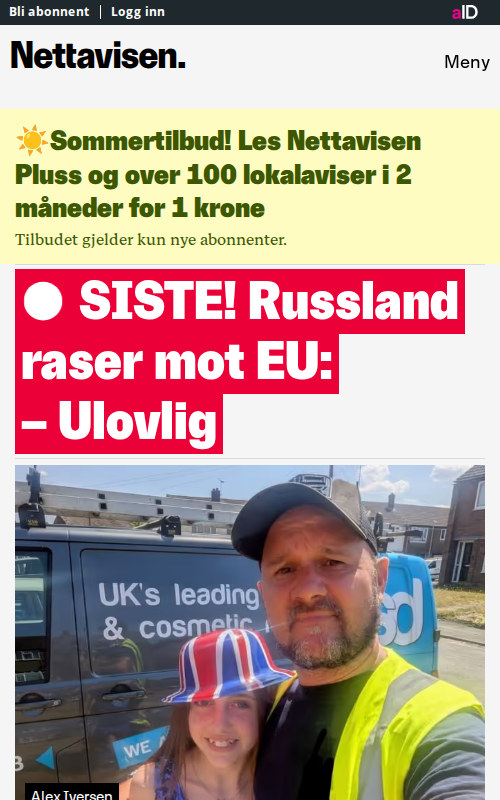 Bli abonnent
Logg inn
aID
Nettavisen.
Meny
☀️Sommertilbud! Les Nettavisen
Pluss og over 100 lokalaviser i 2
måneder for 1 krone
Tilbudet gjelder kun nye abonnenter.
● SISTE! Russland
raser mot EU:
– Ulovlig
UK's leading
& cosmetic
sd
B
WE A
Alex Iversen